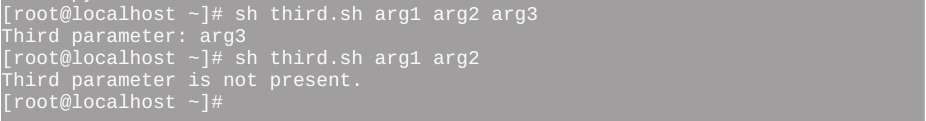 [root@localhost ~]# sh third.sh arg1 arg2 arg3
Third parameter: arg3
[root@localhost ~]# sh third.sh arg1 arg2
Third parameter is not present.
[root@localhost ~]#